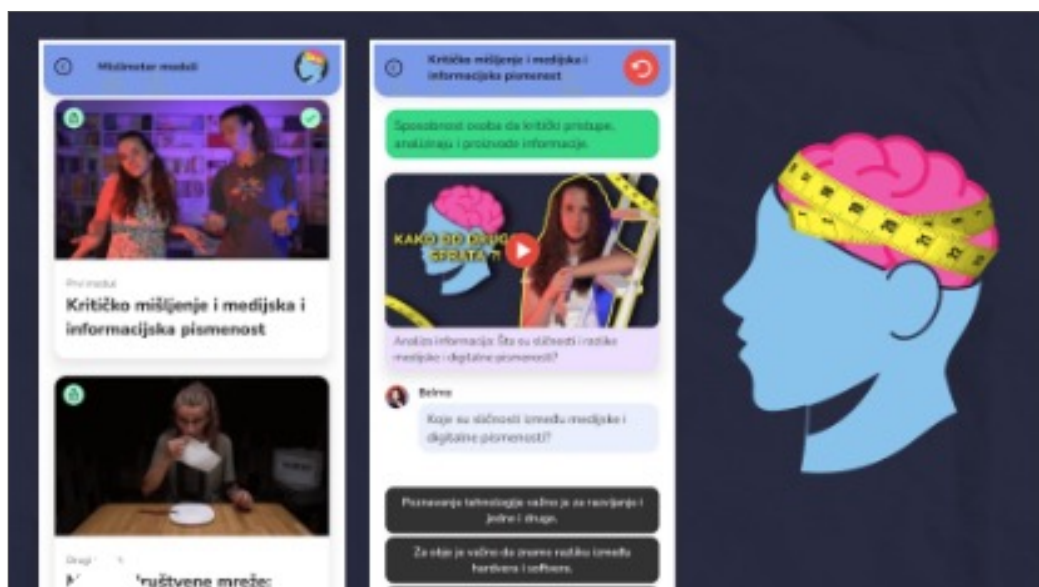 Mislimetar moduli
Prvi modul
Kritičko mišljenje i medijska i
informacijska pismenost
Drugi
društvene mreže:
Kritičko mišljenje i medijska i
informacijska pismenost
Sposobnost osoba da kritički pristupe,
analiziraju i proizvode informacije.
KAKO DO DRUGOG
SPRATA ?!
Analiza informacija: Šta su sličnosti i razlike
medijske i digitalne pismenosti?
Belma
Koje su sličnosti između medijske i
digitalne pismenosti?
Poznavanje tehnologije važno je za razvijanje i
jedne i druge.
Za obje je važno da znamo razliku između
hardvera i softvera.